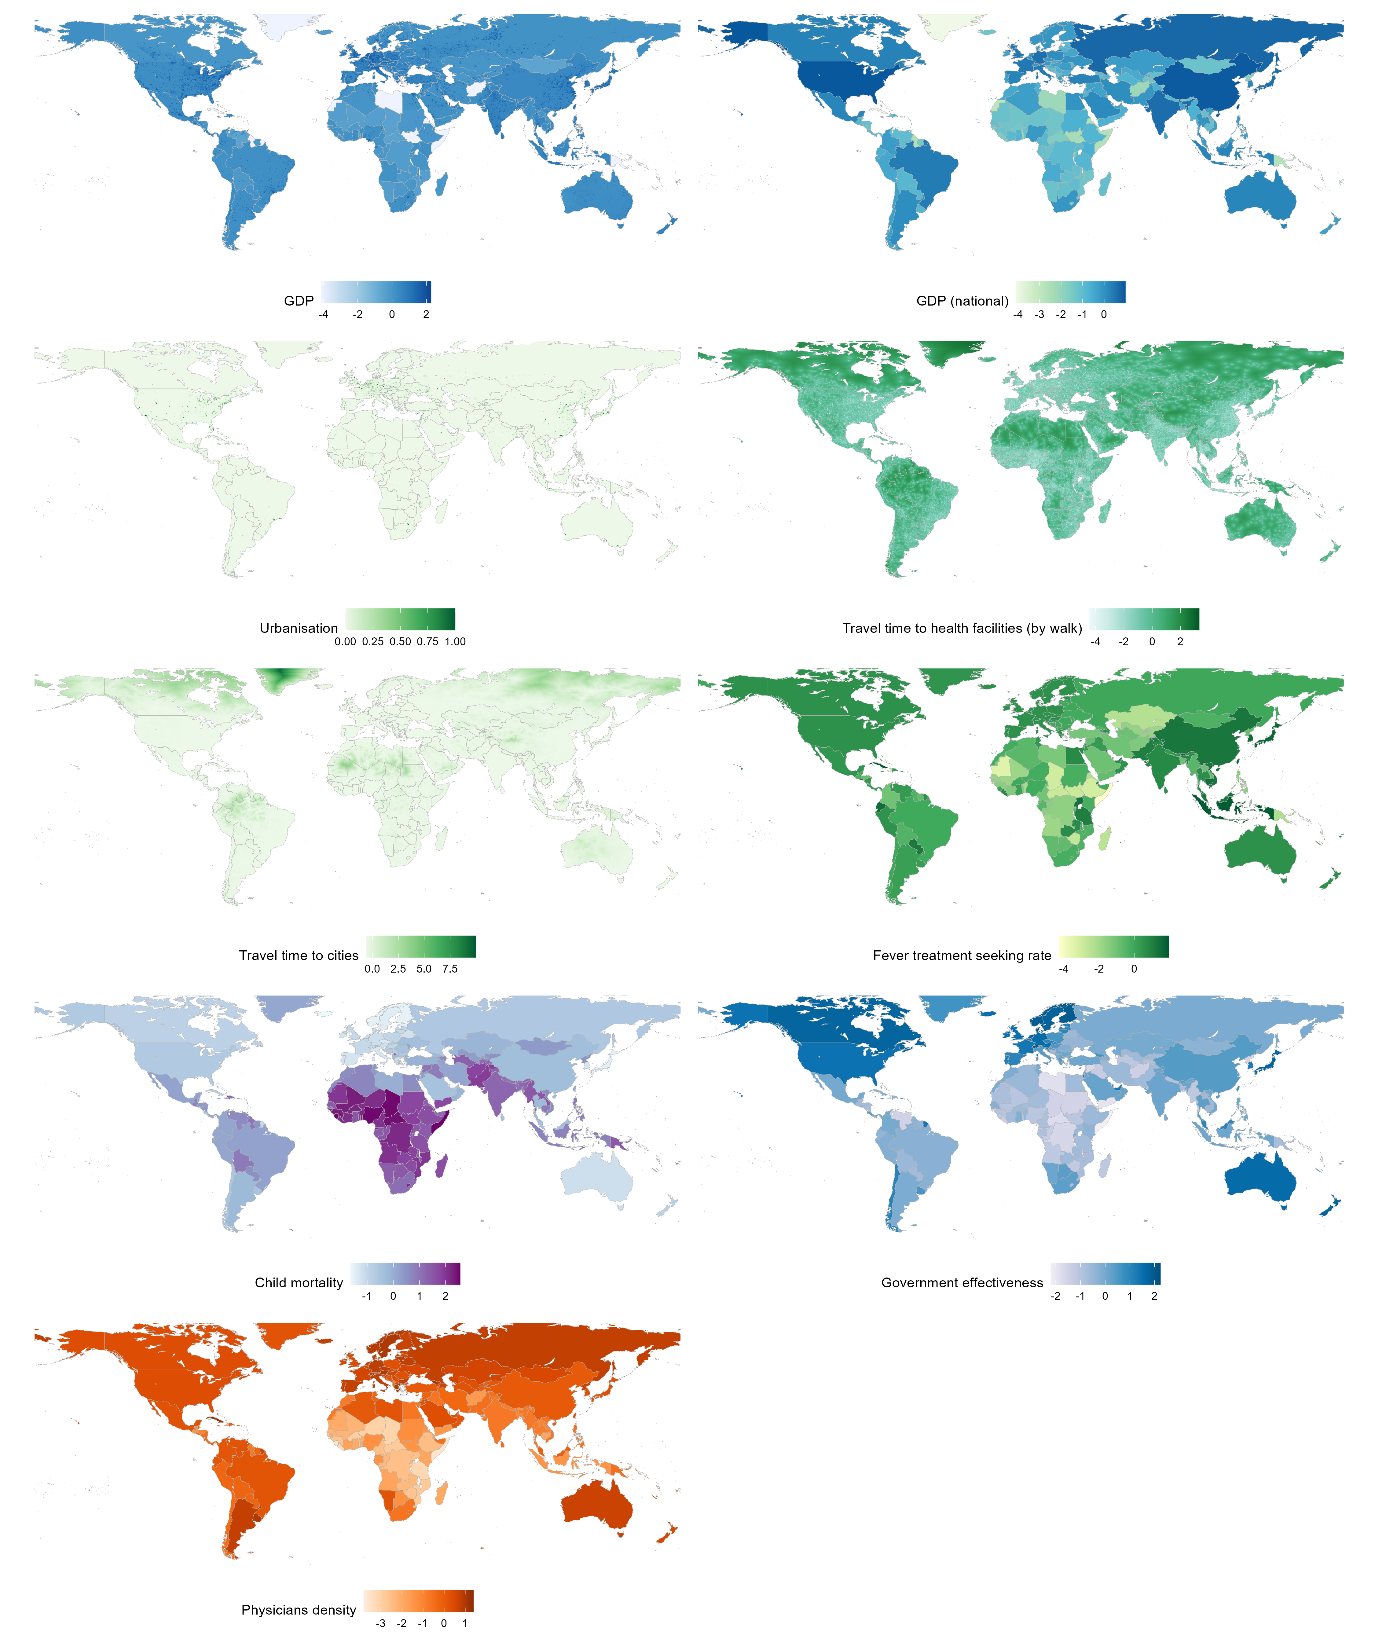 GDP
-4 -2 0 2
GDP (national)
-4 -3 -2 -1 0
Urbanisation
0.00 0.25 0.50 0.75 1.00
Travel time to health facilities (by walk)
-4 -2 0 2
Travel time to cities
0.0 2.5 5.0 7.5
Fever treatment seeking rate
-4 -2 0
Child mortality
-1 0 1 2
Government effectiveness
-2 -1 0 1 2
Physicians density
-3 -2 -1 0 1